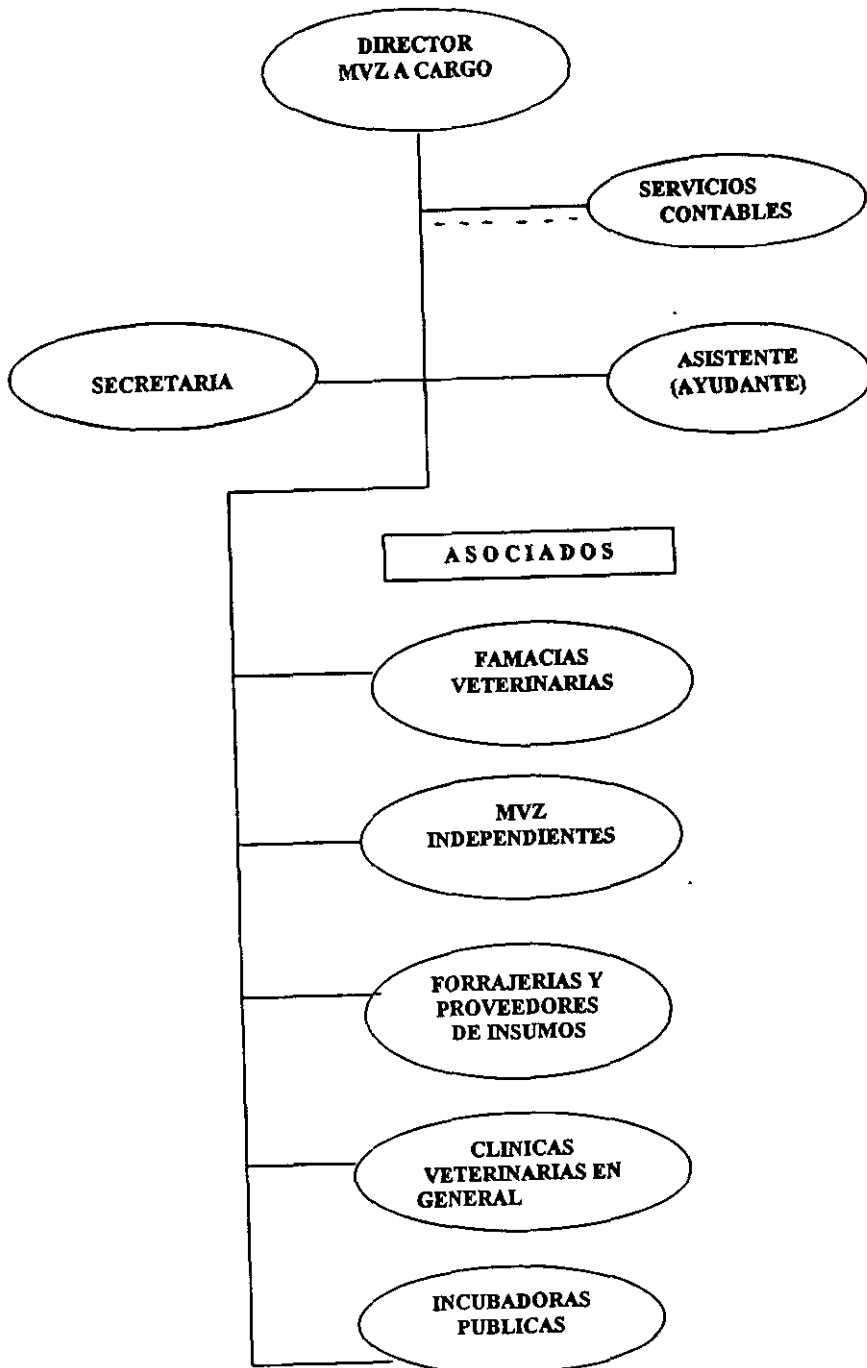 DIRECTOR
MVZ A CARGO
SERVICIOS
CONTABLES
SECRETARIA
ASISTENTE
(AYUDANTE)
ASOCIADOS
FAMACIAS
VETERINARIAS
MVZ
INDEPENDIENTES
FORRAJERIAS Y
PROVEEDORES
DE INSUMOS
CLINICAS
VETERINARIAS EN
GENERAL
INCUBADORAS
PUBLICAS